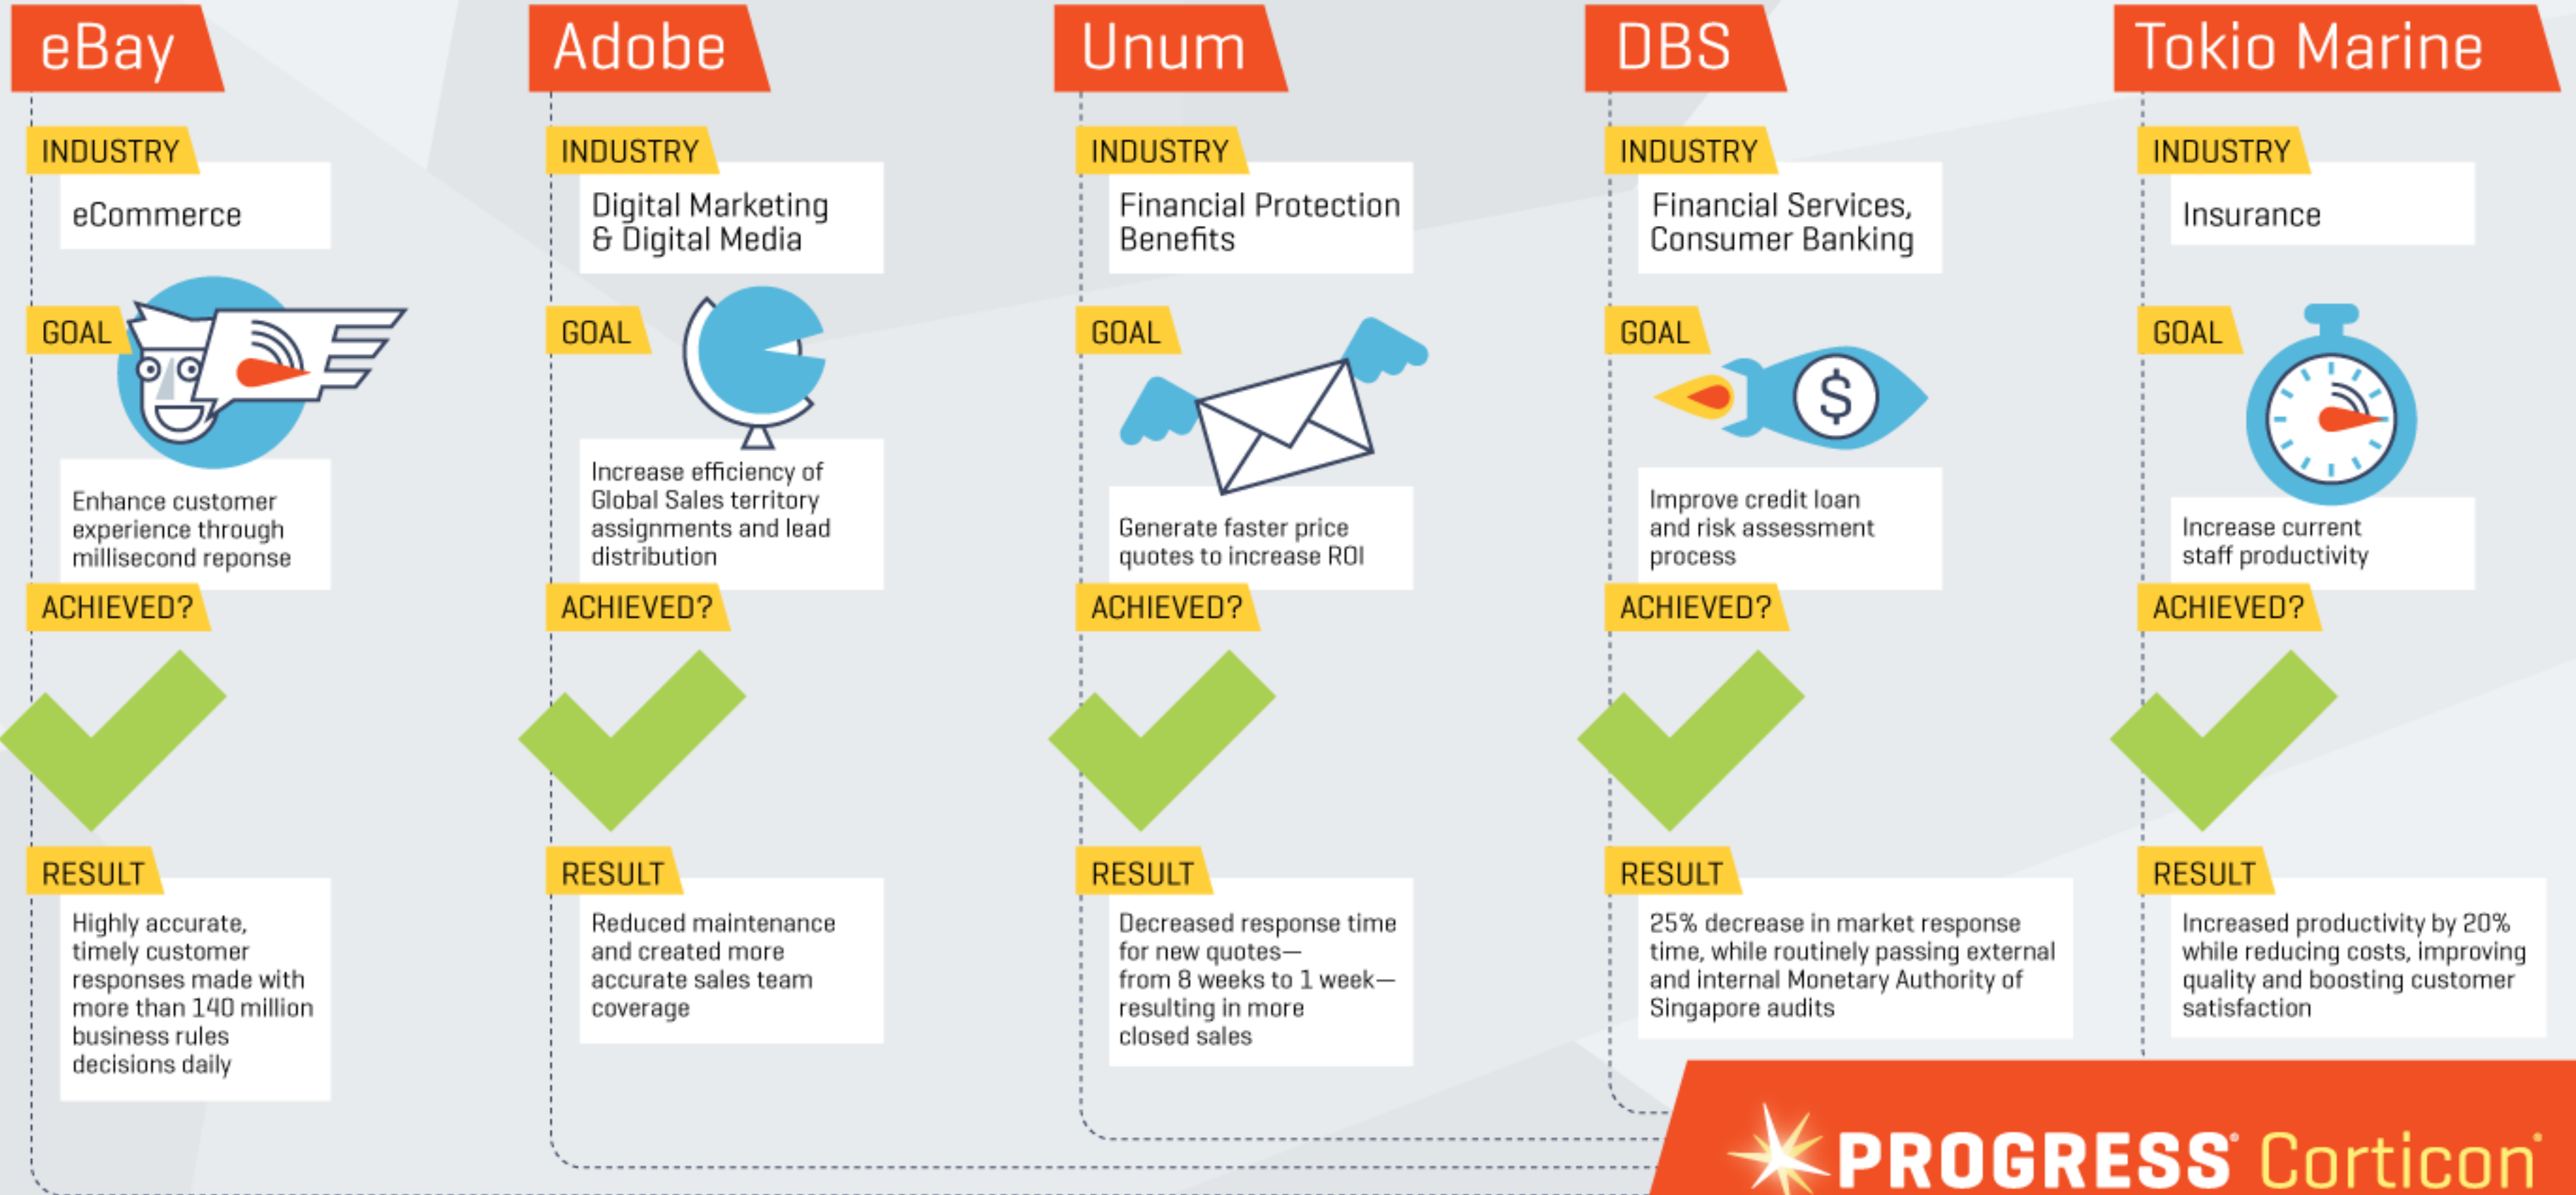 eBay
INDUSTRY
eCommerce
GOAL
Enhance customer
experience through
millisecond reponse
ACHIEVED?
RESULT
Highly accurate,
timely customer
responses made with
more than 140 million
business rules
decisions daily
Adobe
INDUSTRY
Digital Marketing
& Digital Media
GOAL
Increase efficiency of
Global Sales territory
assignments and lead
distribution
ACHIEVED?
RESULT
Reduced maintenance
and created more
accurate sales team
coverage
Unum
INDUSTRY
Financial Protection
Benefits
GOAL
Generate faster price
quotes to increase ROI
ACHIEVED?
RESULT
Decreased response time
for new quotes—
from 8 weeks to 1 week—
resulting in more
closed sales
DBS
INDUSTRY
Financial Services,
Consumer Banking
GOAL
$
Improve credit loan
and risk assessment
process
ACHIEVED?
RESULT
25% decrease in market response
time, while routinely passing external
and internal Monetary Authority of
Singapore audits
Tokio Marine
INDUSTRY
Insurance
GOAL
Increase current
staff productivity
ACHIEVED?
RESULT
Increased productivity by 20%
while reducing costs, improving
quality and boosting customer
satisfaction
PROGRESS® Corticon®